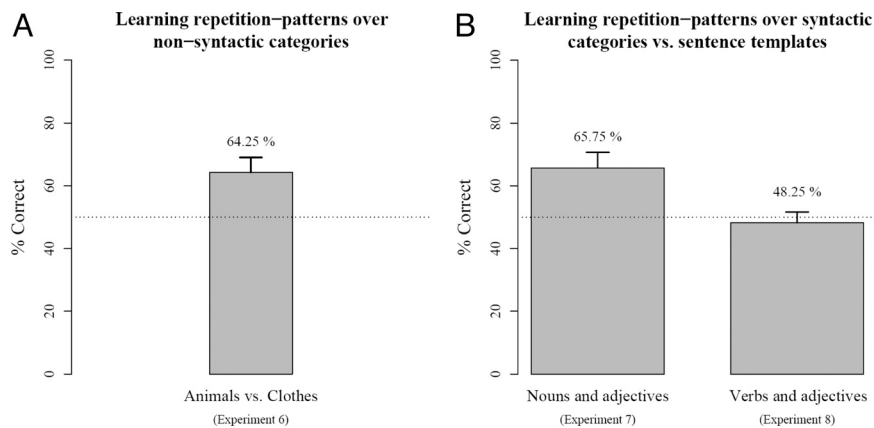 A
Learning repetition−patterns over
non−syntactic categories
% Correct
100
80
60
40
20
0
64.25 %
Animals vs. Clothes
(Experiment 6)
B
Learning repetition−patterns over syntactic
categories vs. sentence templates
% Correct
100
80
60
40
20
0
65.75 %
48.25 %
Nouns and adjectives
Verbs and adjectives
(Experiment 7)
(Experiment 8)